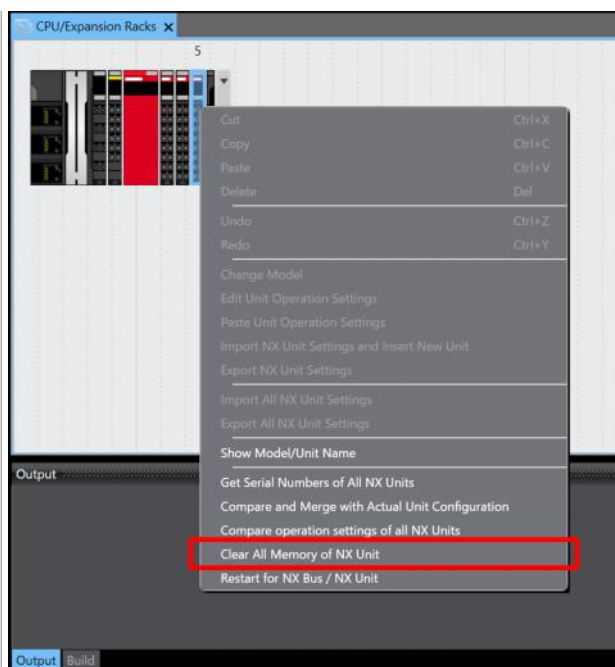 CPU/Expansion Racks
5
Cut Ctrl+X
Copy Ctrl+C
Paste Ctrl+V
Delete Del
Undo Ctrl+Z
Redo Ctrl+Y
Change Model
Edit Unit Operation Settings
Paste Unit Operation Settings
Import NX Unit Settings and Insert New Unit
Export NX Unit Settings
Import All NX Unit Settings
Export All NX Unit Settings
Show Model/Unit Name
Output
Get Serial Numbers of All NX Units
Compare and Merge with Actual Unit Configuration
Compare operation settings of all NX Units
Clear All Memory of NX Unit
Restart for NX Bus / NX Unit
Output Build